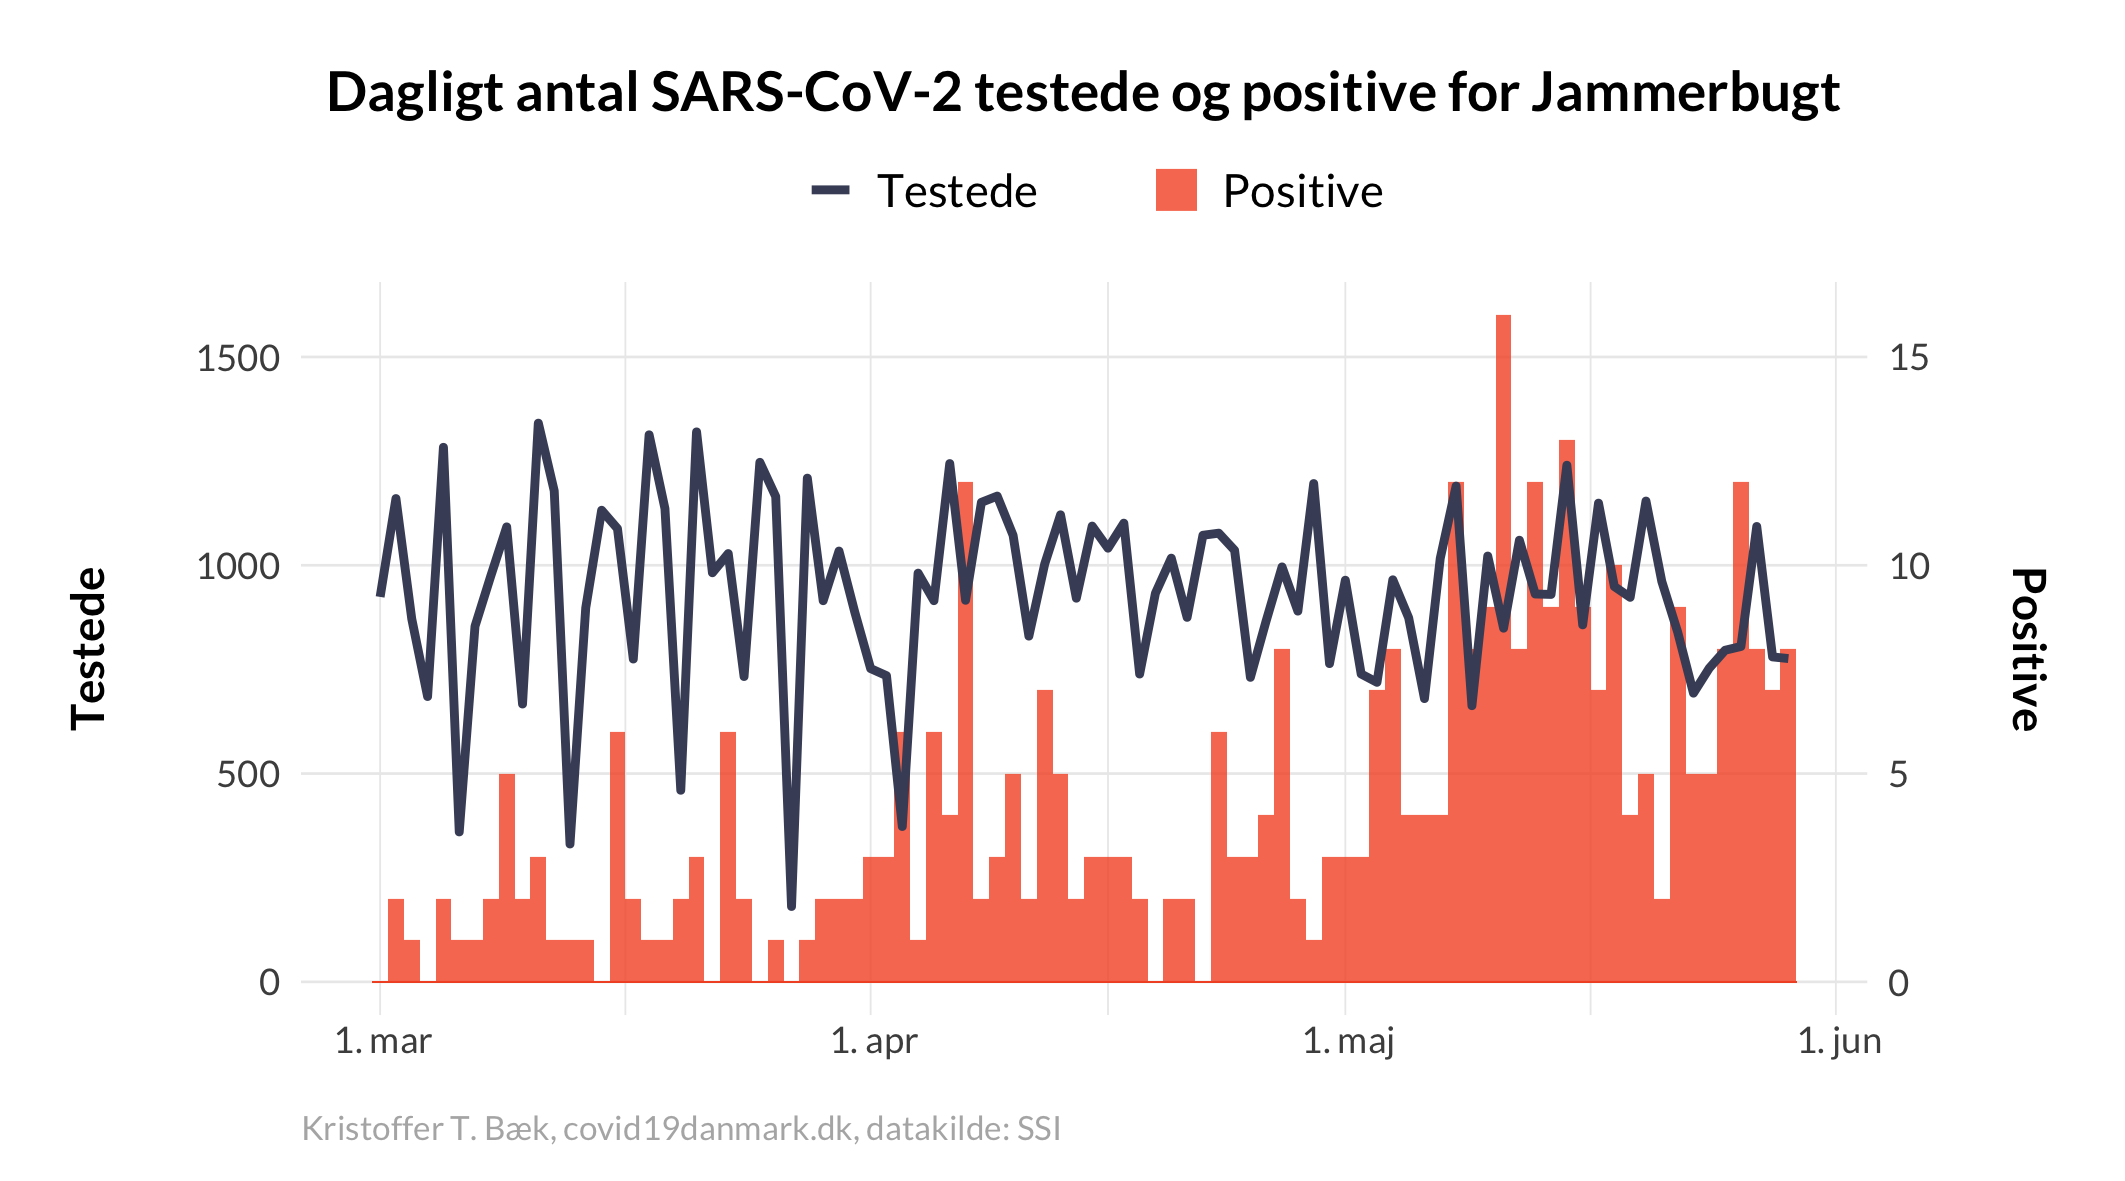 Dagligt antal SARS-CoV-2 testede og positive for Jammerbugt
Testede
Positive
Testede
1500
1000
500
0
15
10
5
0
Positive
1. mar
1. apr
1. maj
1. jun
Kristoffer T. Bæk, covid19danmark.dk, datakilde: SSI